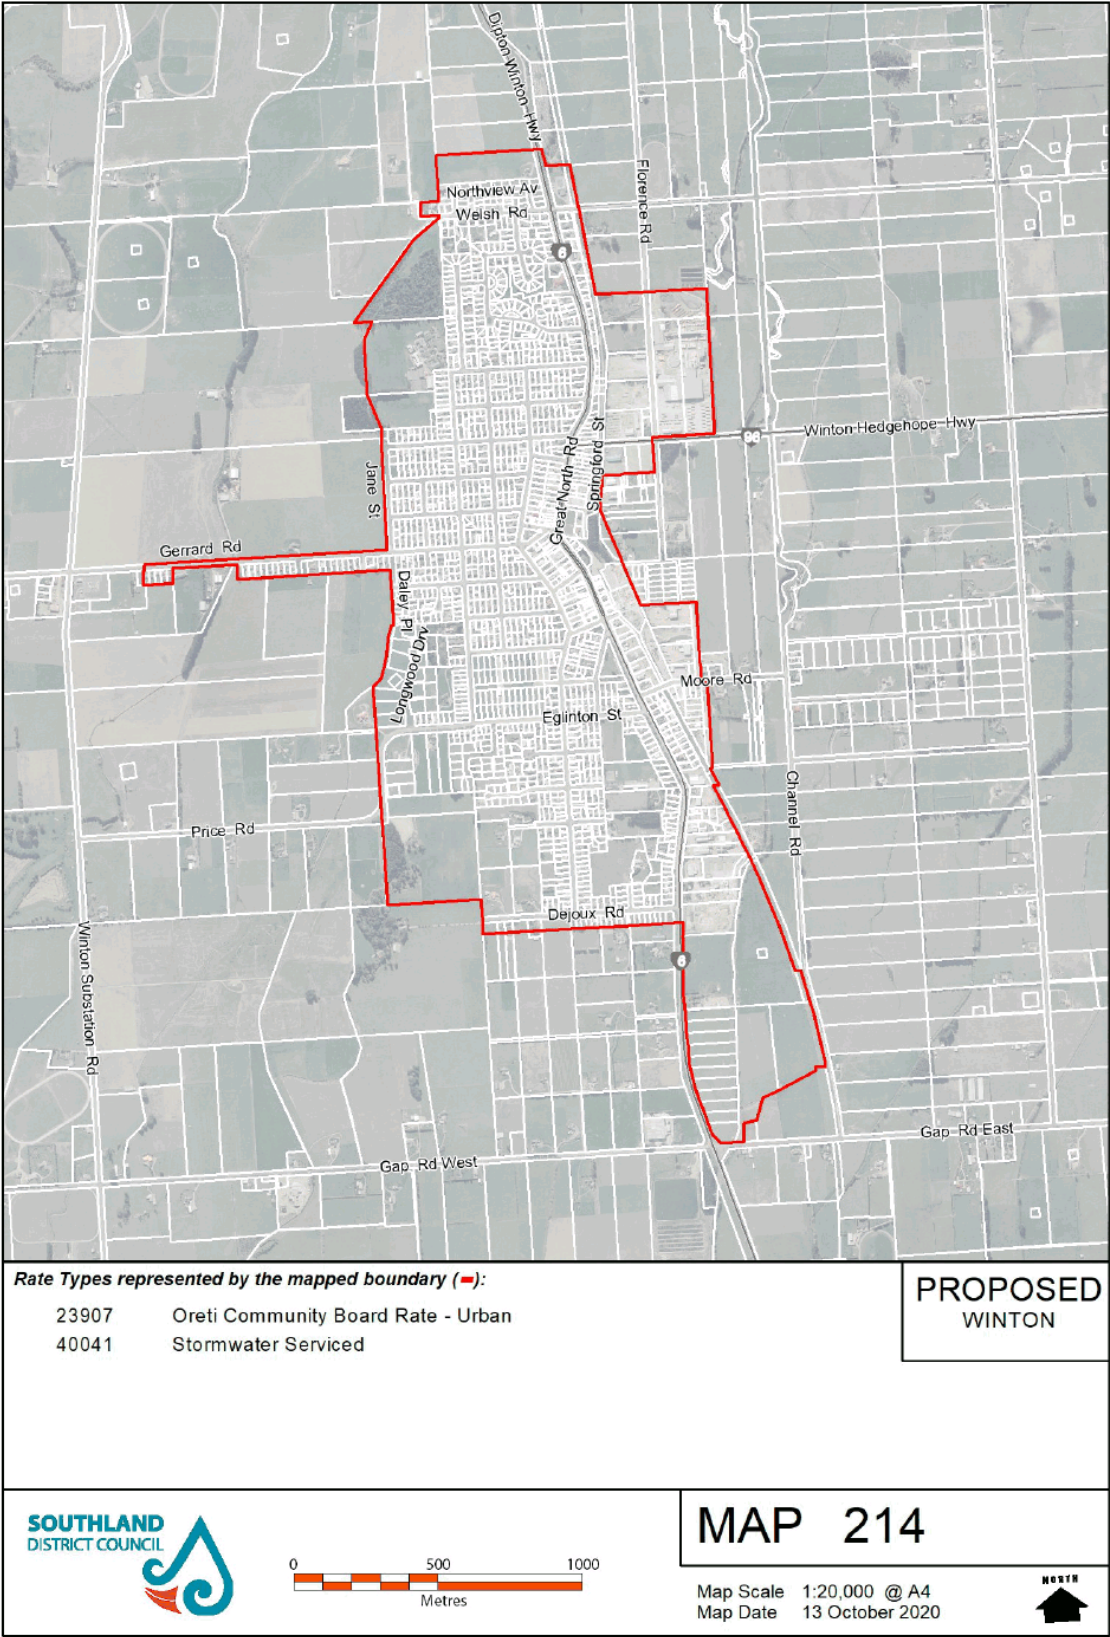 Dipton Winton Hwy
Florence Rd
Northview Av
Welsh Rd
6
Winton Hedgehope Hwy
96
Great North Rd
Springford St
Jane St
Gerrard Rd
Daley Pl
Longwood Dr
Moore Rd
Eglinton St
Channel Rd
Price Rd
Dejoux Rd
Winton Substation Rd
6
Gap Rd East
Gap Rd West
Rate Types represented by the mapped boundary (▬):
23907 Oreti Community Board Rate - Urban
40041 Stormwater Serviced
PROPOSED
WINTON
SOUTHLAND
DISTRICT COUNCIL
0 500 1000
Metres
MAP 214
Map Scale 1:20,000 @ A4
Map Date 13 October 2020
NORTH